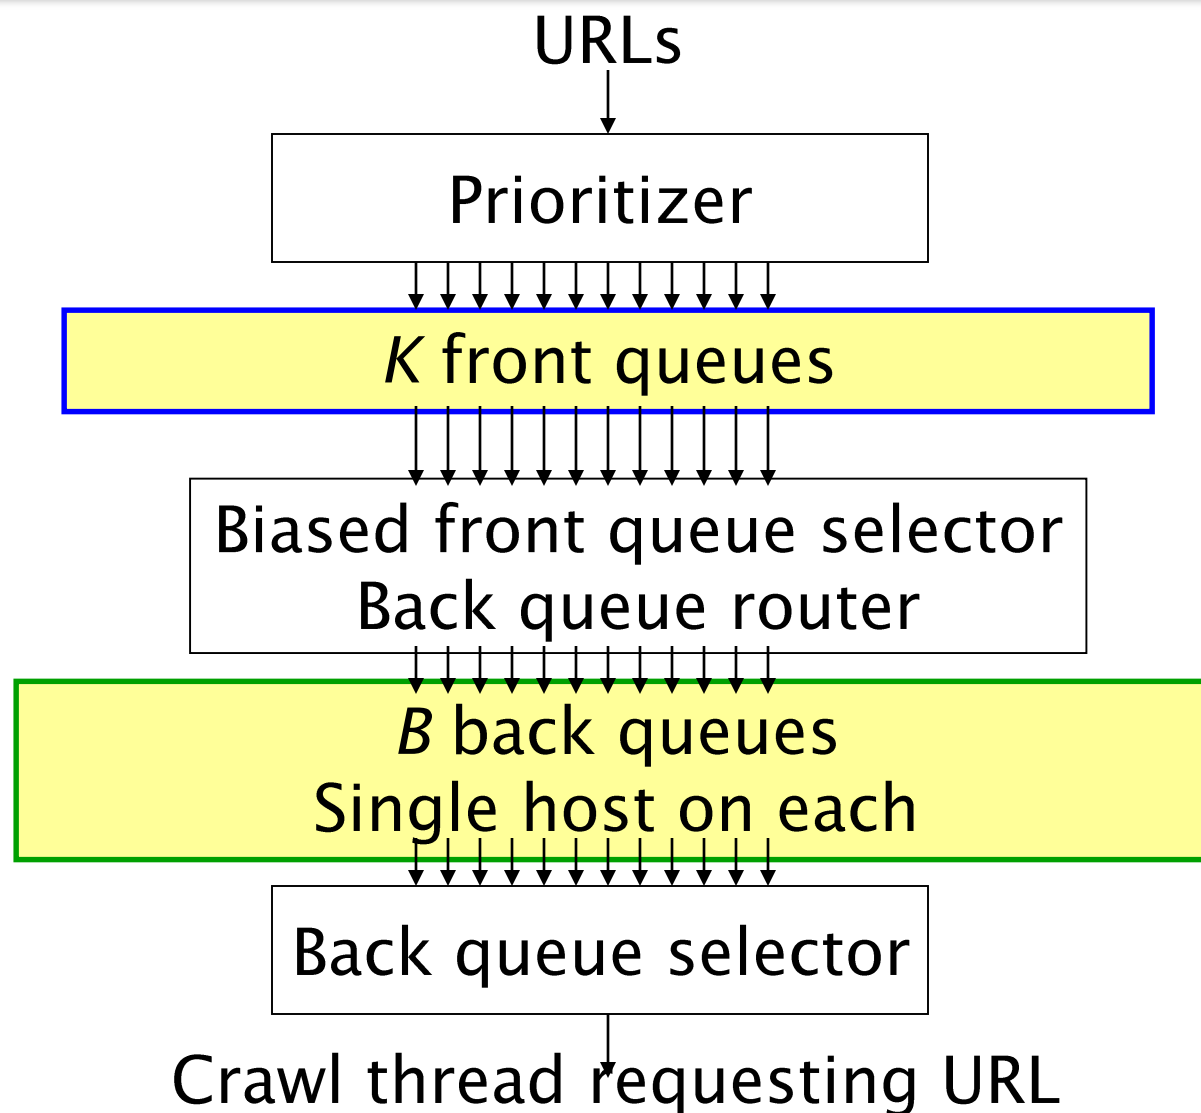 URLs
Prioritizer
K front queues
Biased front queue selector
Back queue router
B back queues
Single host on each
Back queue selector
Crawl thread requesting URL